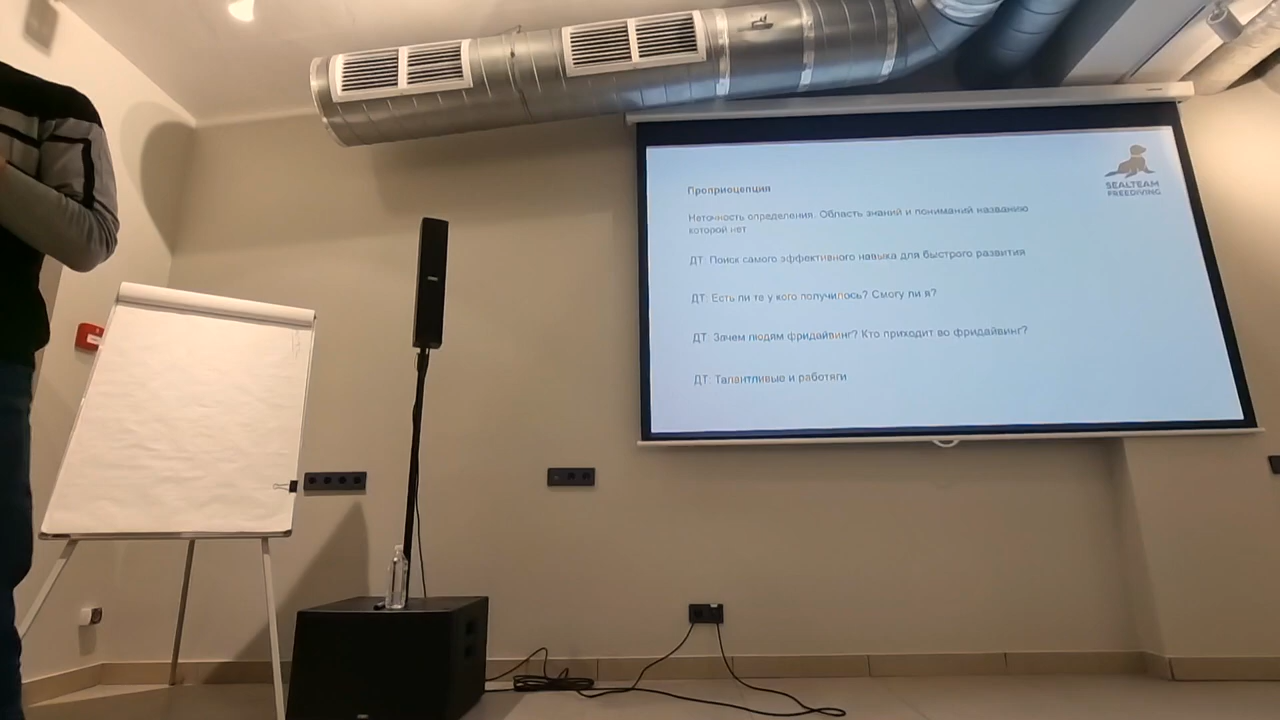 SEALTEAM
FREEDIVING
Проприоцепция
Неточность определения. Область знаний и пониманий названию
которой нет
ДТ: Поиск самого эффективного навыка для быстрого развития
ДТ: Есть ли те у кого получилось? Смогу ли я?
ДТ: Зачем людям фридайвинг? Кто приходит во фридайвинг?
ДТ: Талантливые и работяги